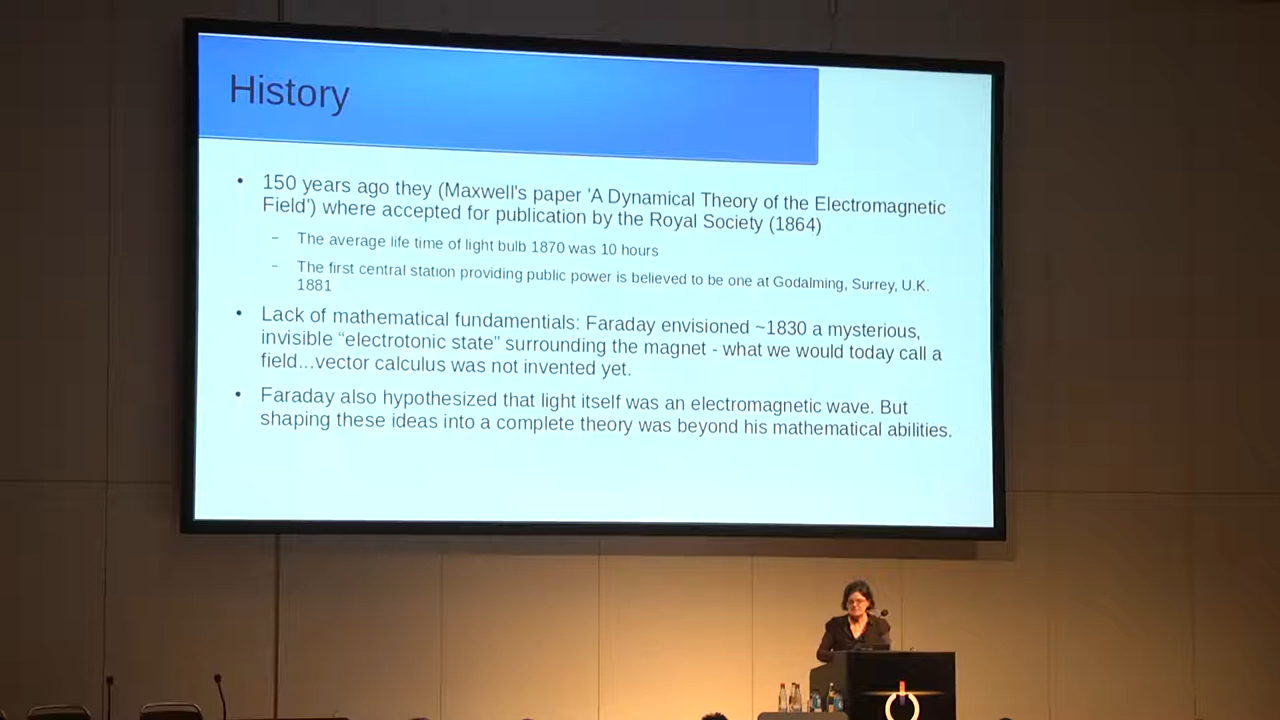 History
• 150 years ago they (Maxwell's paper 'A Dynamical Theory of the Electromagnetic
Field') where accepted for publication by the Royal Society (1864)
– The average life time of light bulb 1870 was 10 hours
– The first central station providing public power is believed to be one at Godalming, Surrey, U.K.
1881
• Lack of mathematical fundamentials: Faraday envisioned ~1830 a mysterious,
invisible “electrotonic state” surrounding the magnet - what we would today call a
field…vector calculus was not invented yet.
• Faraday also hypothesized that light itself was an electromagnetic wave. But
shaping these ideas into a complete theory was beyond his mathematical abilities.